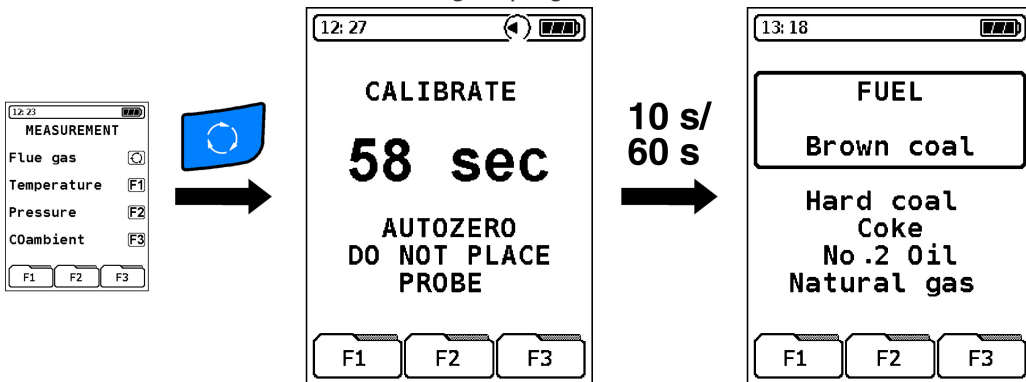 12:23
MEASUREMENT
Flue gas
Temperature F1
Pressure F2
COambient F3
F1 F2 F3
12:27
CALIBRATE
58 sec
AUTOZERO
DO NOT PLACE
PROBE
F1 F2 F3
10 s/
60 s
13:18
FUEL
Brown coal
Hard coal
Coke
No.2 Oil
Natural gas
F1 F2 F3